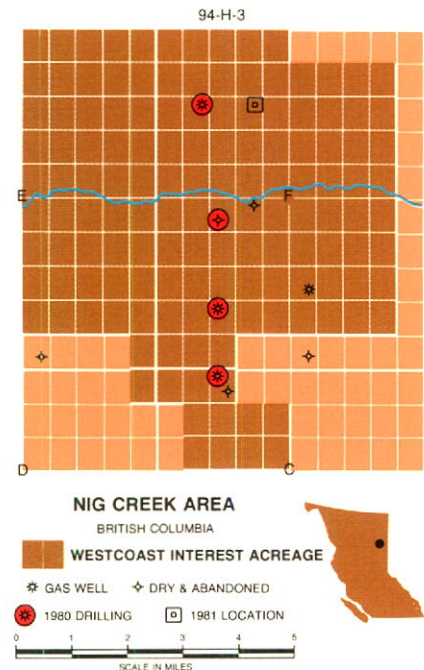 94-H-3
E F
D C
NIG CREEK AREA
BRITISH COLUMBIA
WESTCOAST INTEREST ACREAGE
GAS WELL DRY & ABANDONED
1980 DRILLING 1981 LOCATION
0 1 2 3 4 5
SCALE IN MILES